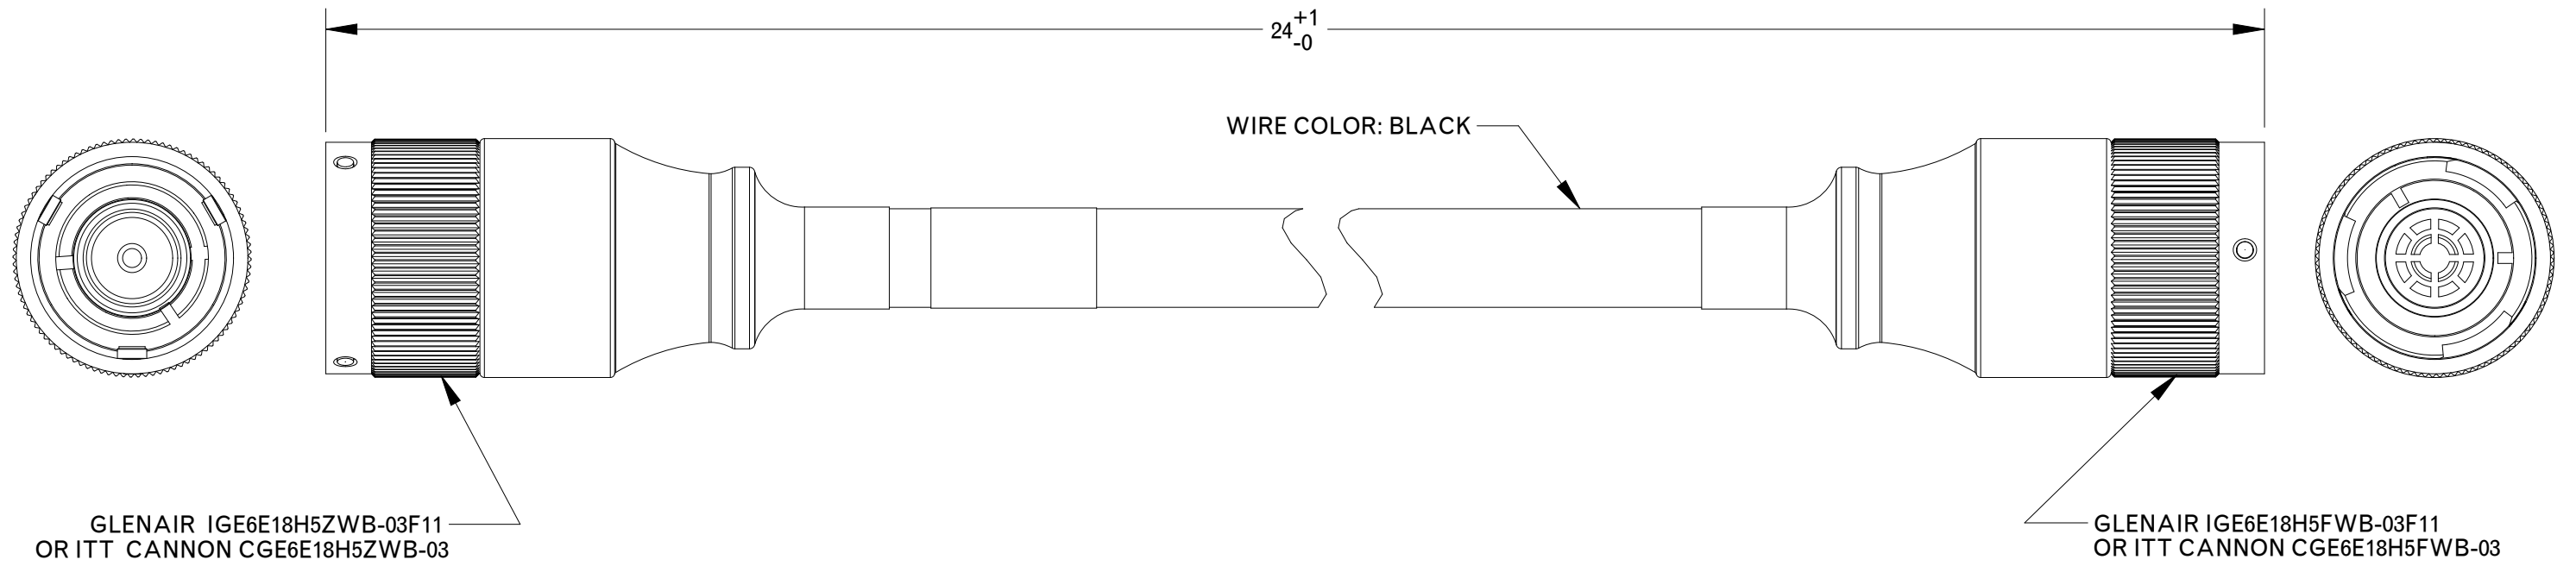 24 +1 -0
WIRE COLOR: BLACK
GLENAIR IGE6E18H5ZWB-03F11
OR ITT CANNON CGE6E18H5ZWB-03
GLENAIR IGE6E18H5FWB-03F11
OR ITT CANNON CGE6E18H5FWB-03